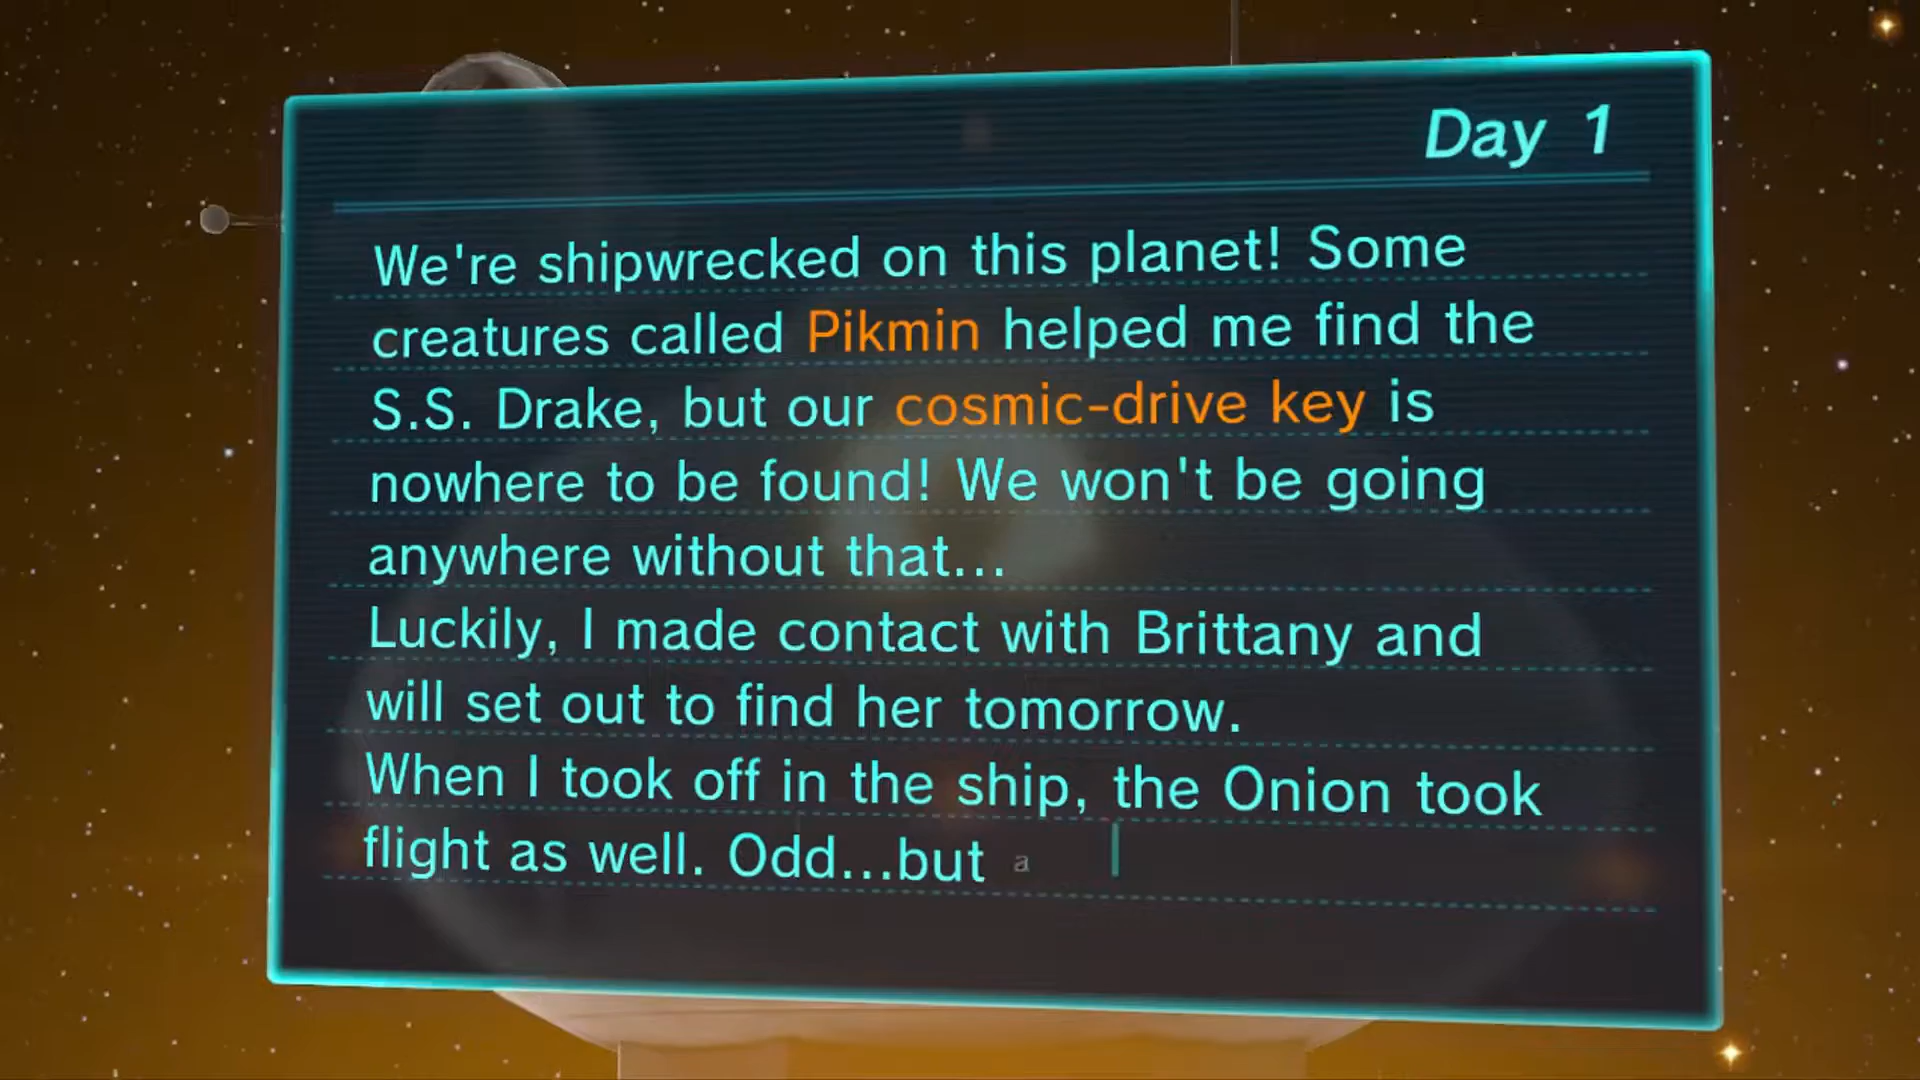 Day 1
We're shipwrecked on this planet! Some
creatures called Pikmin helped me find the
S.S. Drake, but our cosmic-drive key is
nowhere to be found! We won't be going
anywhere without that...
Luckily, I made contact with Brittany and
will set out to find her tomorrow.
When I took off in the ship, the Onion took
flight as well. Odd...but a